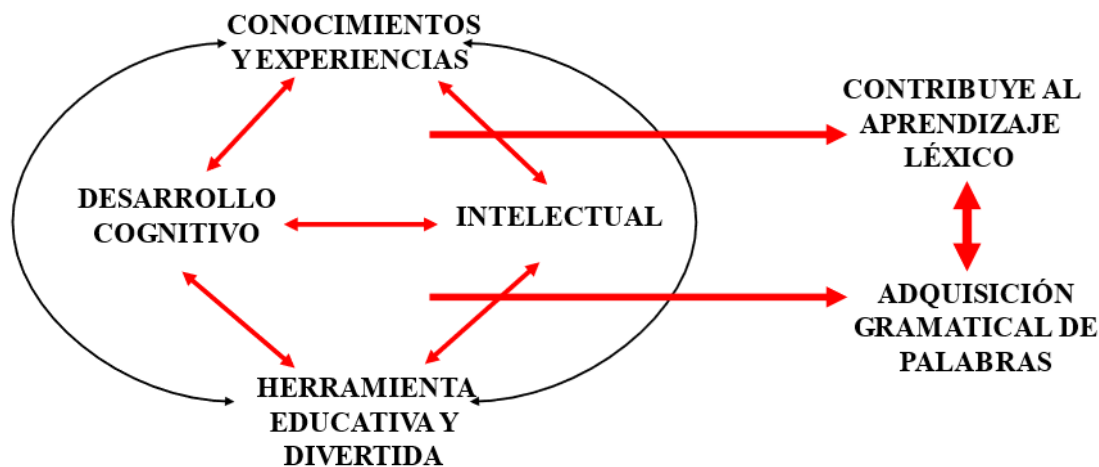 CONOCIMIENTOS
Y EXPERIENCIAS
CONTRIBUYE AL
APRENDIZAJE
LÉXICO
DESARROLLO
COGNITIVO
INTELECTUAL
ADQUISICIÓN
GRAMATICAL DE
PALABRAS
HERRAMIENTA
EDUCATIVA Y
DIVERTIDA